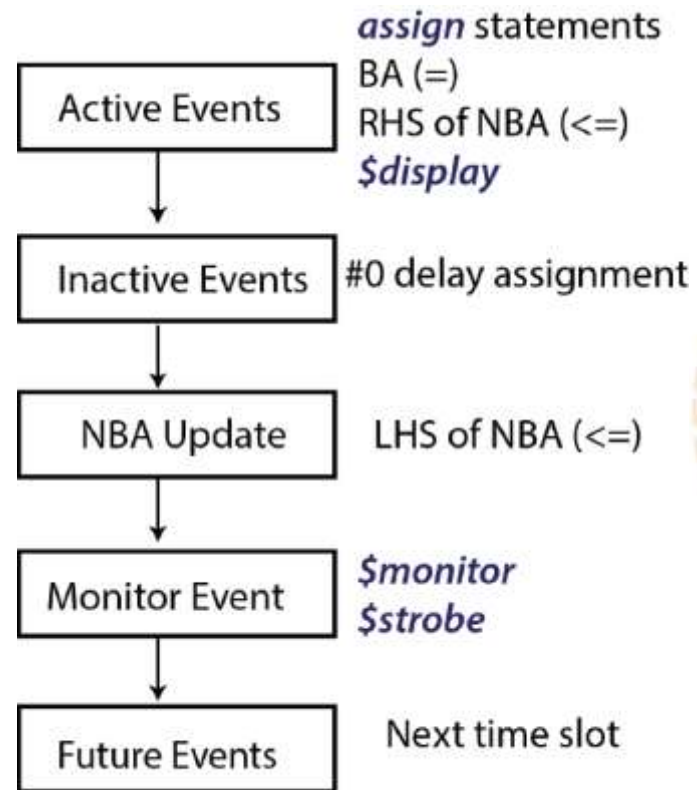 assign statements
BA (=)
Active Events
RHS of NBA (<=)
$display
Inactive Events
#0 delay assignment
NBA Update
LHS of NBA (<=)
$monitor
Monitor Event
$strobe
Next time slot
Future Events